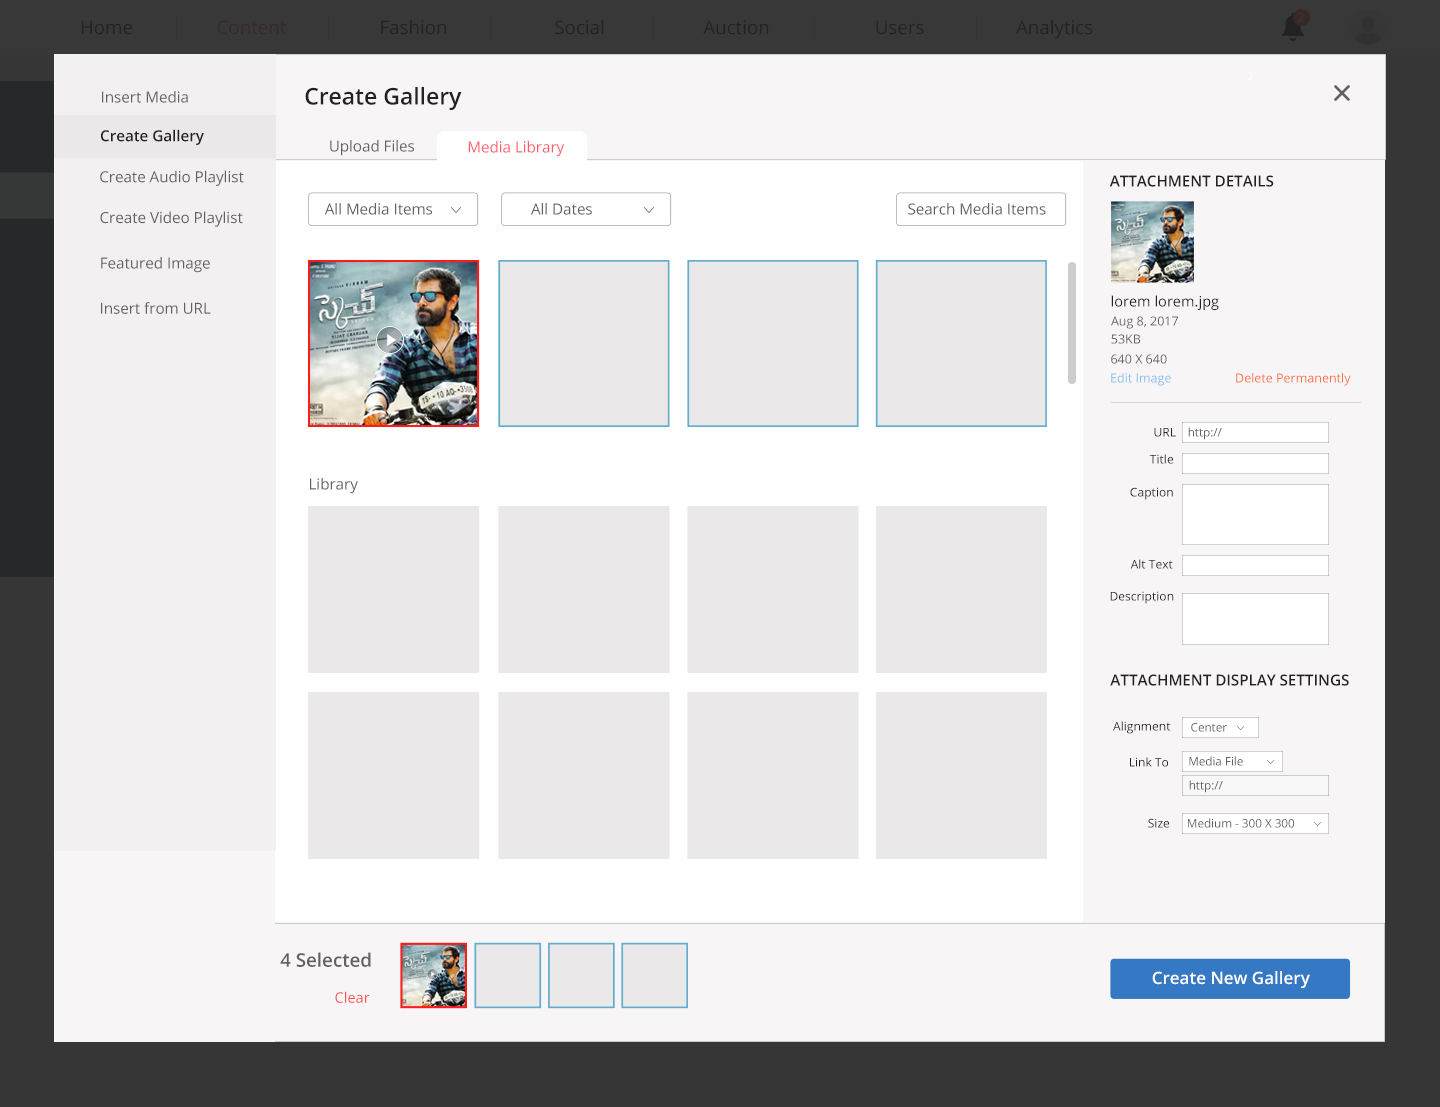 Home
Content
Fashion
Social
Auction
Users
Analytics
Insert Media
Create Gallery
Create Audio Playlist
Create Video Playlist
Featured Image
Insert from URL
Create Gallery
Upload Files
Media Library
All Media Items
All Dates
Search Media Items
స్కెచ్
Library
ATTACHMENT DETAILS
స్కెచ్
lorem lorem.jpg
Aug 8, 2017
53KB
640 X 640
Edit Image
Delete Permanently
URL
http://
Title
Caption
Alt Text
Description
ATTACHMENT DISPLAY SETTINGS
Alignment
Center
Link To
Media File
http://
Size
Medium - 300 X 300
4 Selected
Clear
స్కెచ్
Create New Gallery